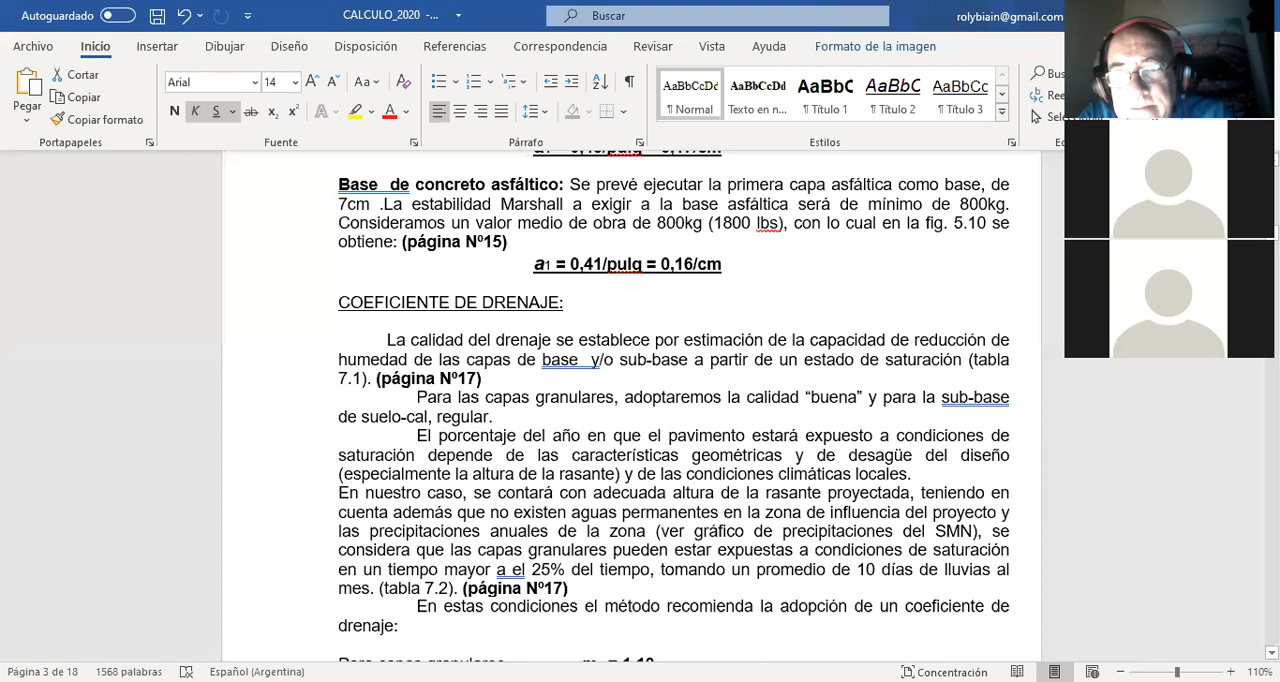 Autoguardado
CALCULO_2020 -...
Buscar
rolybiain@gmail.com
Archivo Inicio Insertar Dibujar Diseño Disposición Referencias Correspondencia Revisar Vista Ayuda Formato de la imagen
Pegar
Cortar
Copiar
Copiar formato
Portapapeles
Arial 14
N K S ab x₂ x²
Fuente
Párrafo
AaBbCcDd AaBbCcDd AaBbC AaBbC AaBbCc
¶ Normal Texto en n... ¶ Título 1 ¶ Título 2 ¶ Título 3
Estilos
Base de concreto asfáltico: Se prevé ejecutar la primera capa asfáltica como base, de
7cm .La estabilidad Marshall a exigir a la base asfáltica será de mínimo de 800kg.
Consideramos un valor medio de obra de 800kg (1800 lbs), con lo cual en la fig. 5.10 se
obtiene: (página Nº15)
a1 = 0,41/pulg = 0,16/cm
COEFICIENTE DE DRENAJE:
La calidad del drenaje se establece por estimación de la capacidad de reducción de
humedad de las capas de base y/o sub-base a partir de un estado de saturación (tabla
7.1). (página Nº17)
Para las capas granulares, adoptaremos la calidad “buena” y para la sub-base
de suelo-cal, regular.
El porcentaje del año en que el pavimento estará expuesto a condiciones de
saturación depende de las características geométricas y de desagüe del diseño
(especialmente la altura de la rasante) y de las condiciones climáticas locales.
En nuestro caso, se contará con adecuada altura de la rasante proyectada, teniendo en
cuenta además que no existen aguas permanentes en la zona de influencia del proyecto y
las precipitaciones anuales de la zona (ver gráfico de precipitaciones del SMN), se
considera que las capas granulares pueden estar expuestas a condiciones de saturación
en un tiempo mayor a el 25% del tiempo, tomando un promedio de 10 días de lluvias al
mes. (tabla 7.2). (página Nº17)
En estas condiciones el método recomienda la adopción de un coeficiente de
drenaje:
Página 3 de 18 1568 palabras Español (Argentina) Concentración 110%